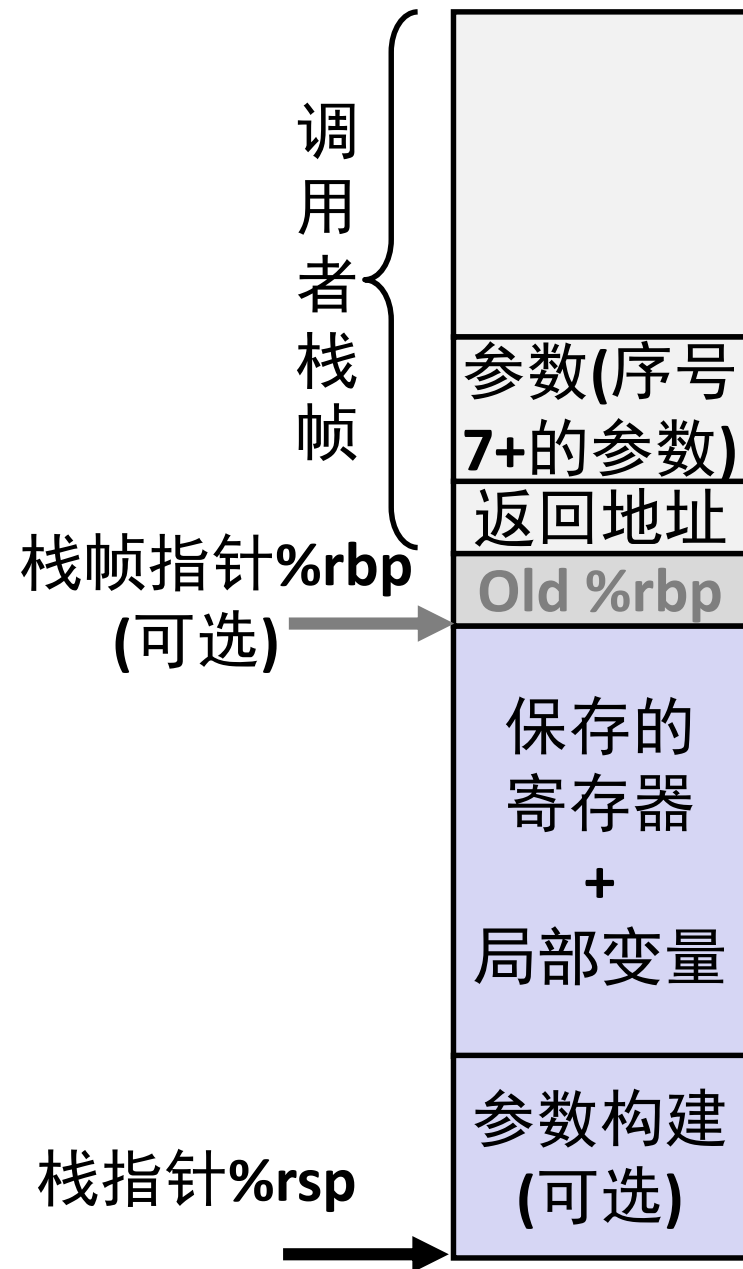 调
用
者
栈
帧
参数(序号
7+的参数)
返回地址
栈帧指针%rbp
(可选)
Old %rbp
保存的
寄存器
+
局部变量
参数构建
(可选)
栈指针%rsp